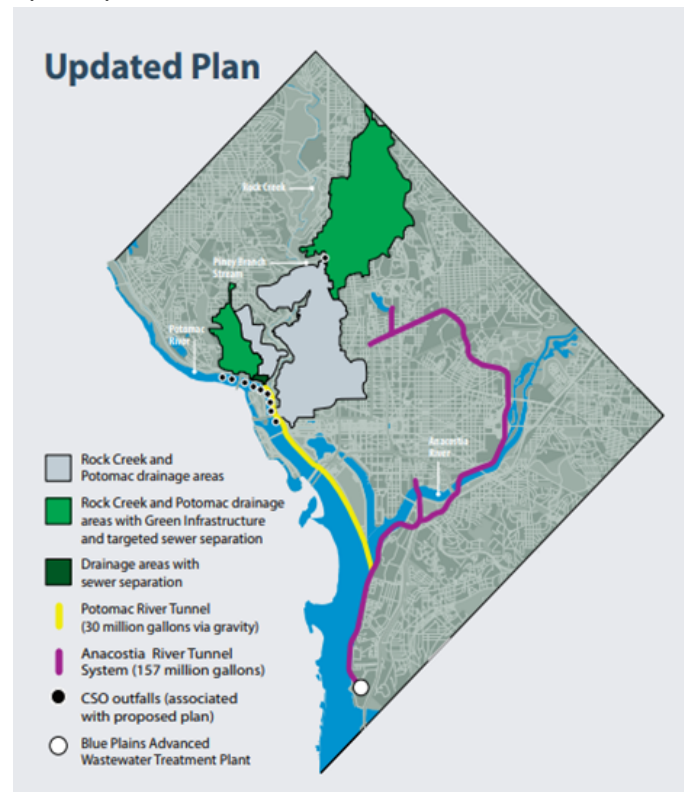 Updated Plan
Rock Creek
Piney Branch
Stream
Potomac
River
Anacostia
River
Rock Creek and
Potomac drainage areas
Rock Creek and Potomac drainage
areas with Green Infrastructure
and targeted sewer separation
Drainage areas with
sewer separation
Potomac River Tunnel
(30 million gallons via gravity)
Anacostia River Tunnel
System (157 million gallons)
CSO outfalls (associated
with proposed plan)
Blue Plains Advanced
Wastewater Treatment Plant